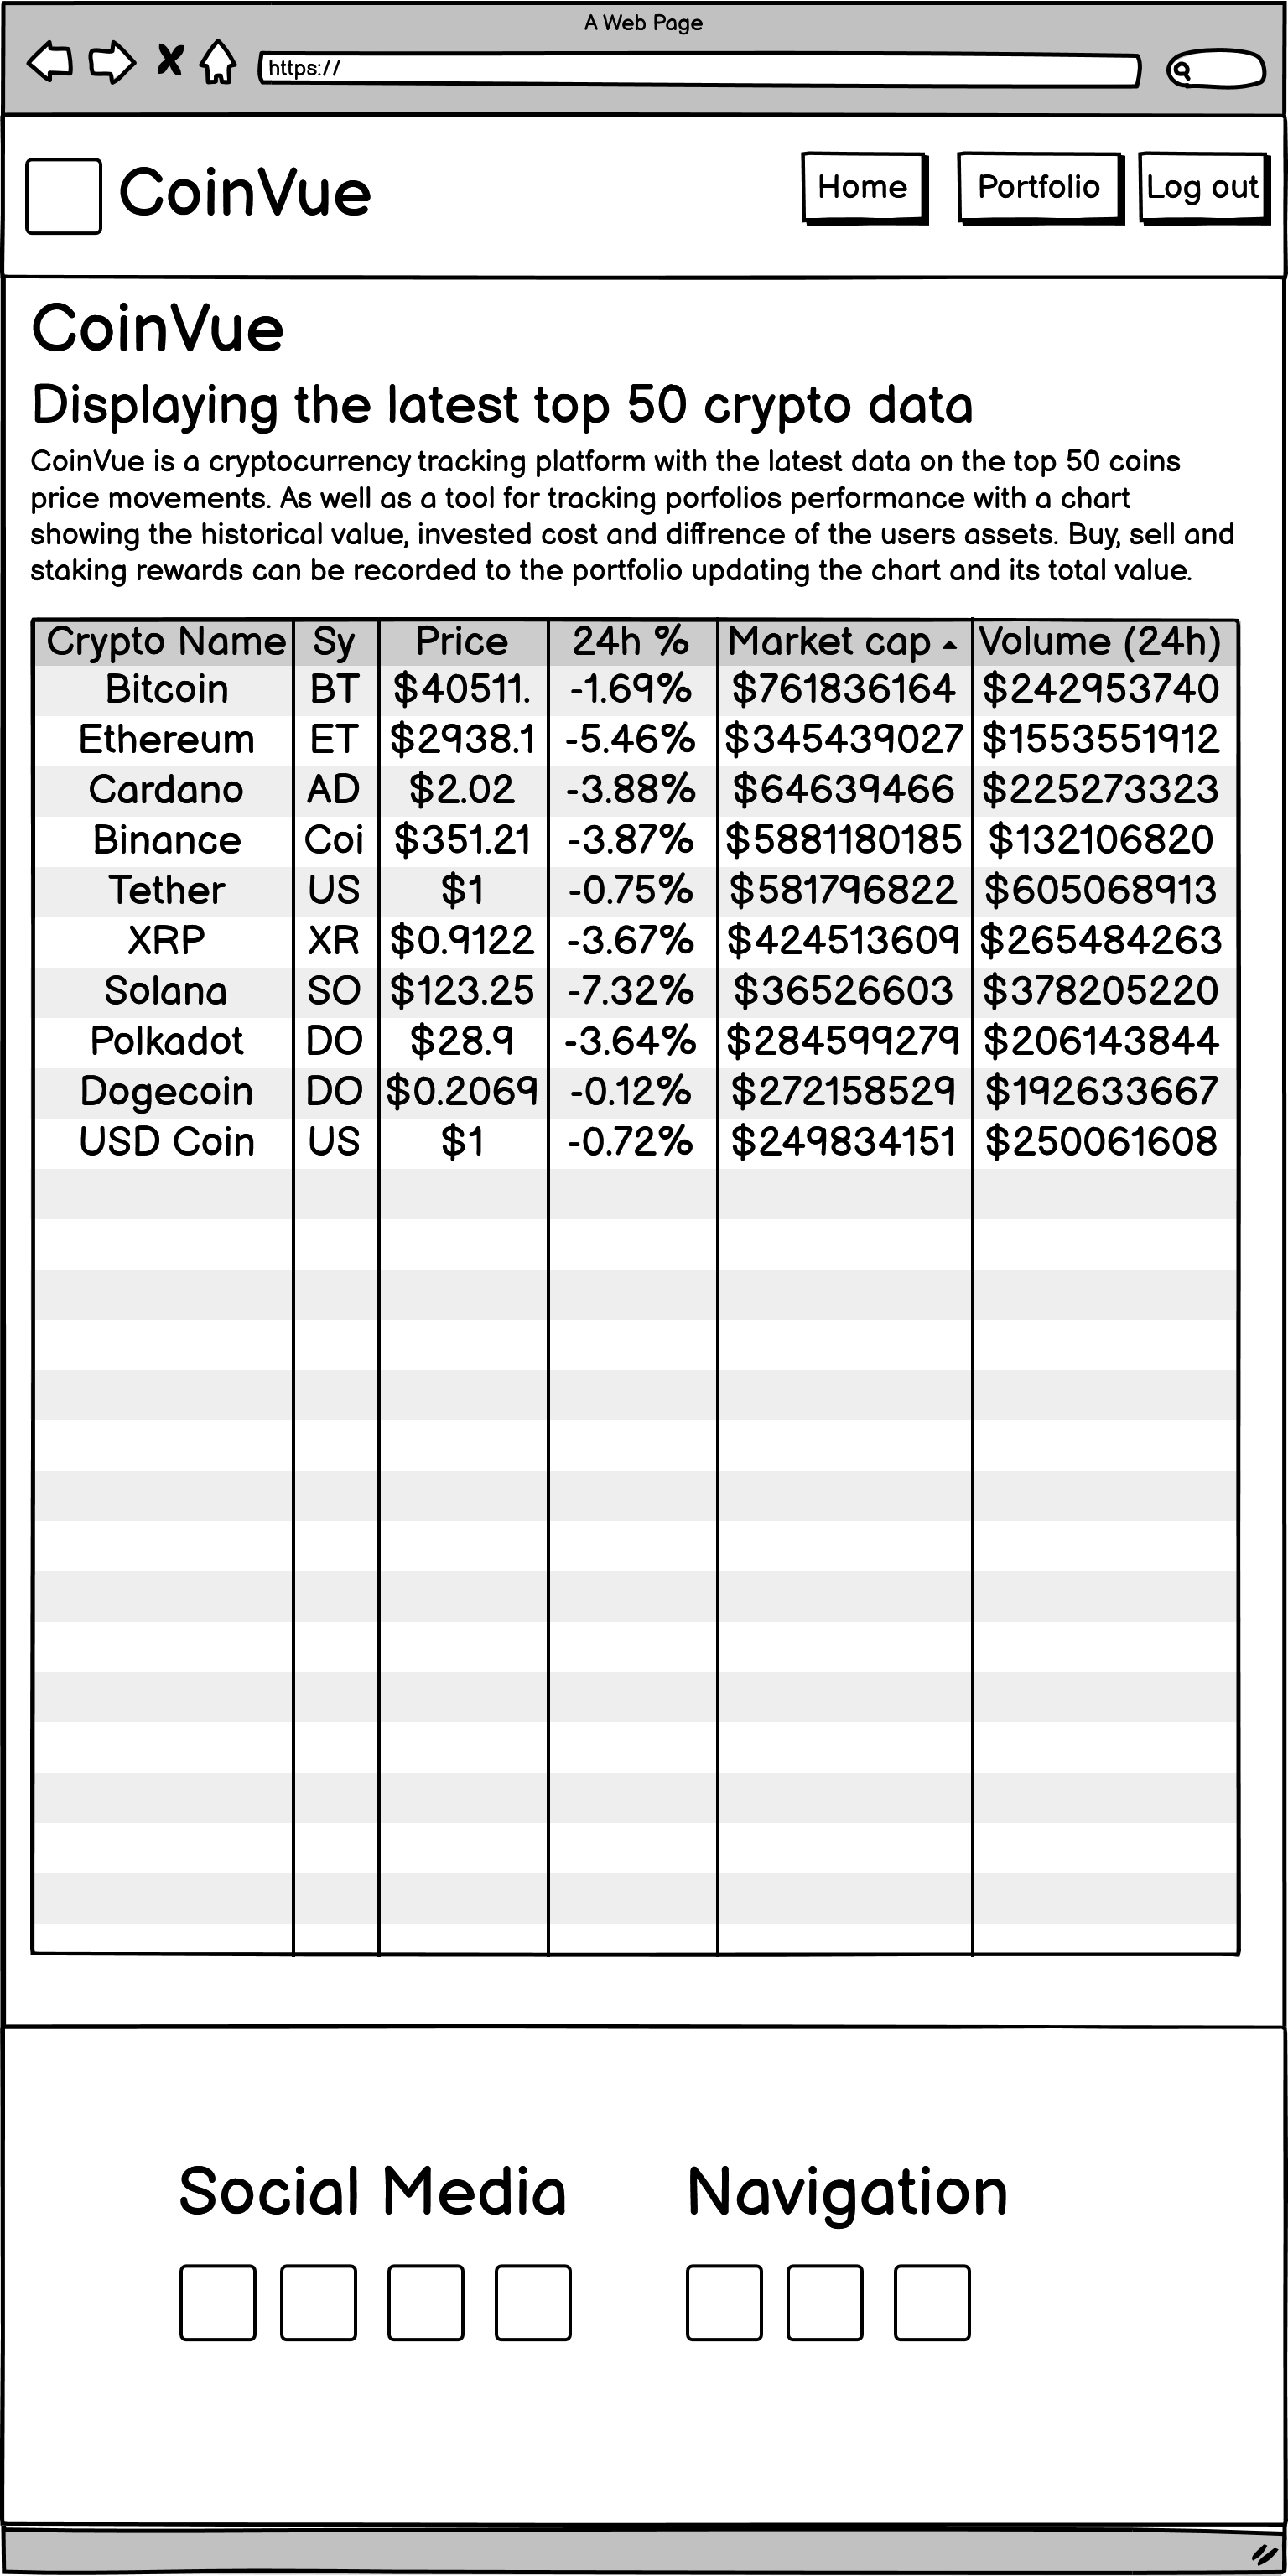 A Web Page
https://
CoinVue
Home
Portfolio
Log out
CoinVue
Displaying the latest top 50 crypto data
CoinVue is a cryptocurrency tracking platform with the latest data on the top 50 coins
price movements. As well as a tool for tracking porfolios performance with a chart
showing the historical value, invested cost and diffrence of the users assets. Buy, sell and
staking rewards can be recorded to the portfolio updating the chart and its total value.
Crypto Name Sy Price 24h % Market cap Volume (24h)
Bitcoin BT $40511. -1.69% $761836164 $242953740
Ethereum ET $2938.1 -5.46% $345439027 $1553551912
Cardano AD $2.02 -3.88% $64639466 $225273323
Binance Coi $351.21 -3.87% $5881180185 $132106820
Tether US $1 -0.75% $581796822 $605068913
XRP XR $0.9122 -3.67% $424513609 $265484263
Solana SO $123.25 -7.32% $36526603 $378205220
Polkadot DO $28.9 -3.64% $284599279 $206143844
Dogecoin DO $0.2069 -0.12% $272158529 $192633667
USD Coin US $1 -0.72% $249834151 $250061608
Social Media
Navigation